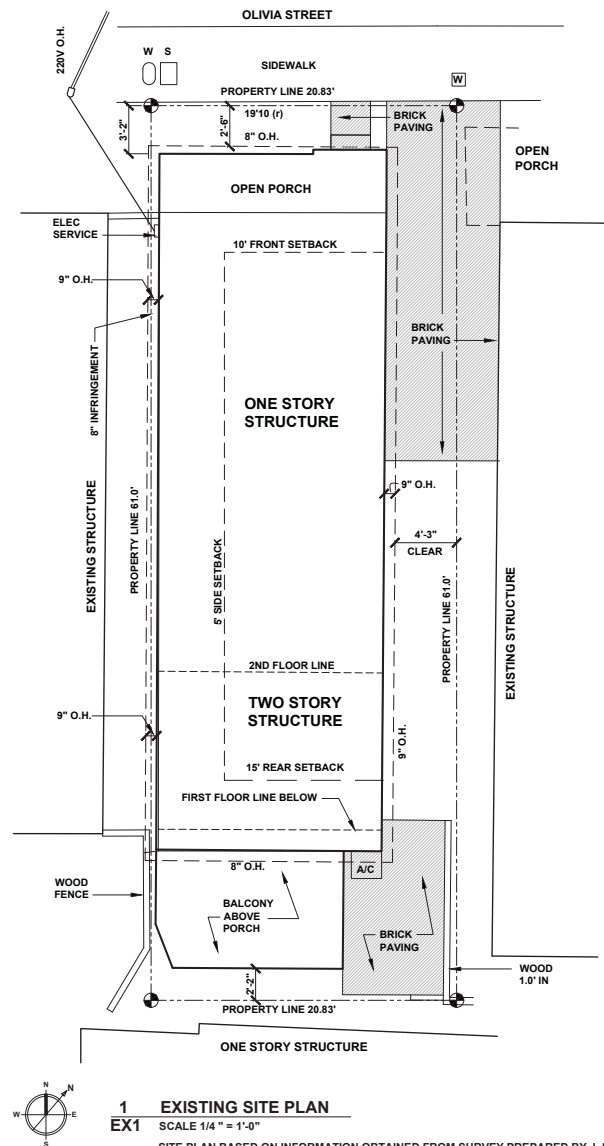 OLIVIA STREET
220V O.H.
W S
SIDEWALK
W
PROPERTY LINE 20.83'
3'-2"
2'-6"
19'10 (r)
8" O.H.
BRICK
PAVING
OPEN
PORCH
OPEN PORCH
ELEC
SERVICE
10' FRONT SETBACK
9" O.H.
BRICK
PAVING
8" INFRINGEMENT
ONE STORY
STRUCTURE
9" O.H.
4'-3"
CLEAR
EXISTING STRUCTURE
PROPERTY LINE 61.0'
5' SIDE SETBACK
PROPERTY LINE 61.0'
EXISTING STRUCTURE
2ND FLOOR LINE
TWO STORY
STRUCTURE
9" O.H.
9" O.H.
15' REAR SETBACK
FIRST FLOOR LINE BELOW
8" O.H.
A/C
WOOD
FENCE
BALCONY
ABOVE
PORCH
BRICK
PAVING
WOOD
1.0' IN
2'-2"
PROPERTY LINE 20.83'
ONE STORY STRUCTURE
N
N
W E
S
1 EXISTING SITE PLAN
EX1 SCALE 1/4 " = 1'-0"
SITE PLAN BASED ON INFORMATION OBTAINED FROM SURVEY PREPARED BY